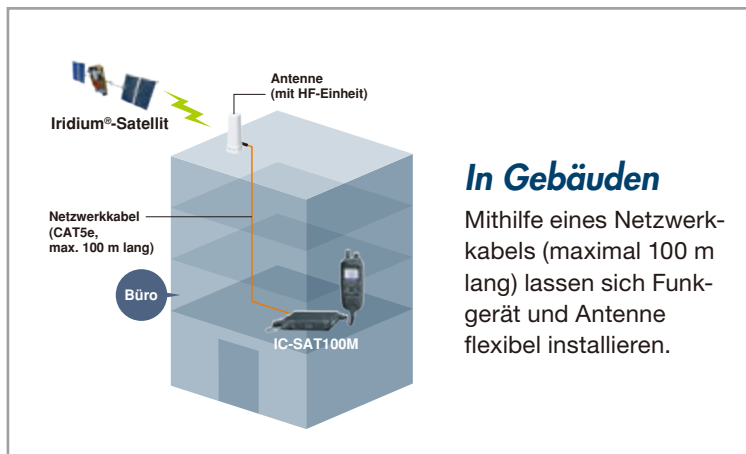 Antenne
(mit HF-Einheit)
Iridium®-Satellit
Netzwerkkabel
(CAT5e,
max. 100 m lang)
Büro
IC-SAT100M
In Gebäuden
Mithilfe eines Netzwerk-
kabels (maximal 100 m
lang) lassen sich Funk-
gerät und Antenne
flexibel installieren.